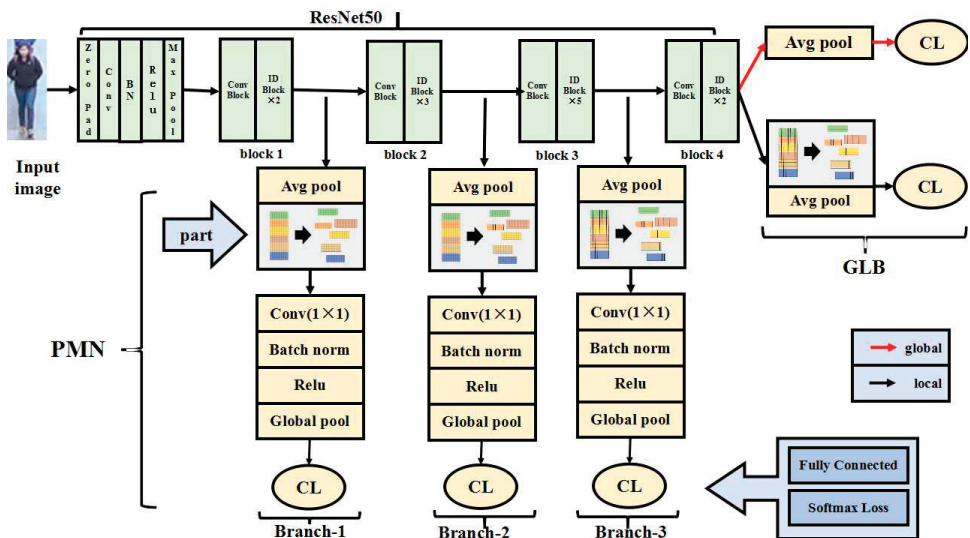 ResNet50
Zero Pad
Conv
BN
Relu
Max Pool
Conv Block
ID Block ×2
Conv Block
ID Block ×3
Conv Block
ID Block ×5
Conv Block
ID Block ×2
Avg pool
CL
block 1
block 2
block 3
block 4
Input
image
Avg pool
CL
GLB
part
Avg pool
Avg pool
Avg pool
PMN
Conv(1×1)
Batch norm
Relu
Global pool
CL
Branch-1
Conv(1×1)
Batch norm
Relu
Global pool
CL
Branch-2
Conv(1×1)
Batch norm
Relu
Global pool
CL
Branch-3
global
local
Fully Connected
Softmax Loss